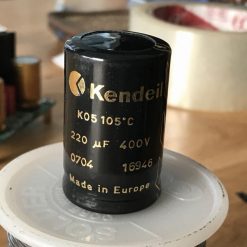 Kendeil
K05 105°C
220 µF 400V
0704 16946
Made in Europe